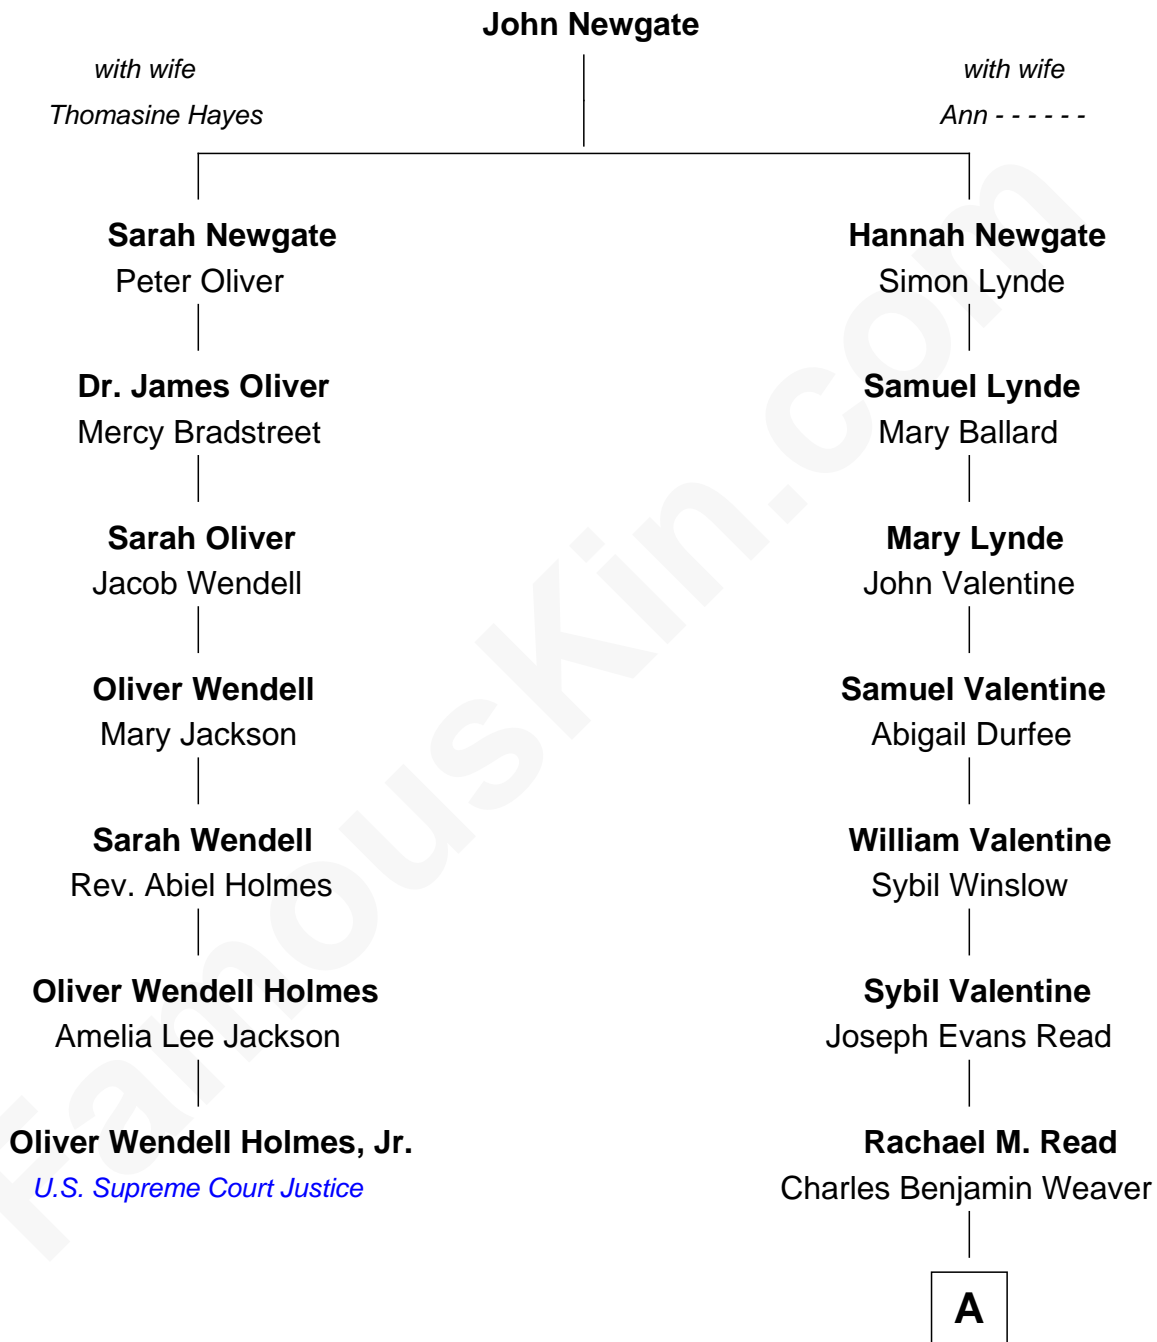 John Newgate
with wife
Thomasine Hayes
with wife
Ann - - - - - -
Sarah Newgate
Peter Oliver
Hannah Newgate
Simon Lynde
Dr. James Oliver
Mercy Bradstreet
Samuel Lynde
Mary Ballard
Sarah Oliver
Jacob Wendell
Mary Lynde
John Valentine
Oliver Wendell
Mary Jackson
Samuel Valentine
Abigail Durfee
Sarah Wendell
Rev. Abiel Holmes
William Valentine
Sybil Winslow
Oliver Wendell Holmes
Amelia Lee Jackson
Sybil Valentine
Joseph Evans Read
Oliver Wendell Holmes, Jr.
U.S. Supreme Court Justice
Rachael M. Read
Charles Benjamin Weaver
A
FamousKin.com